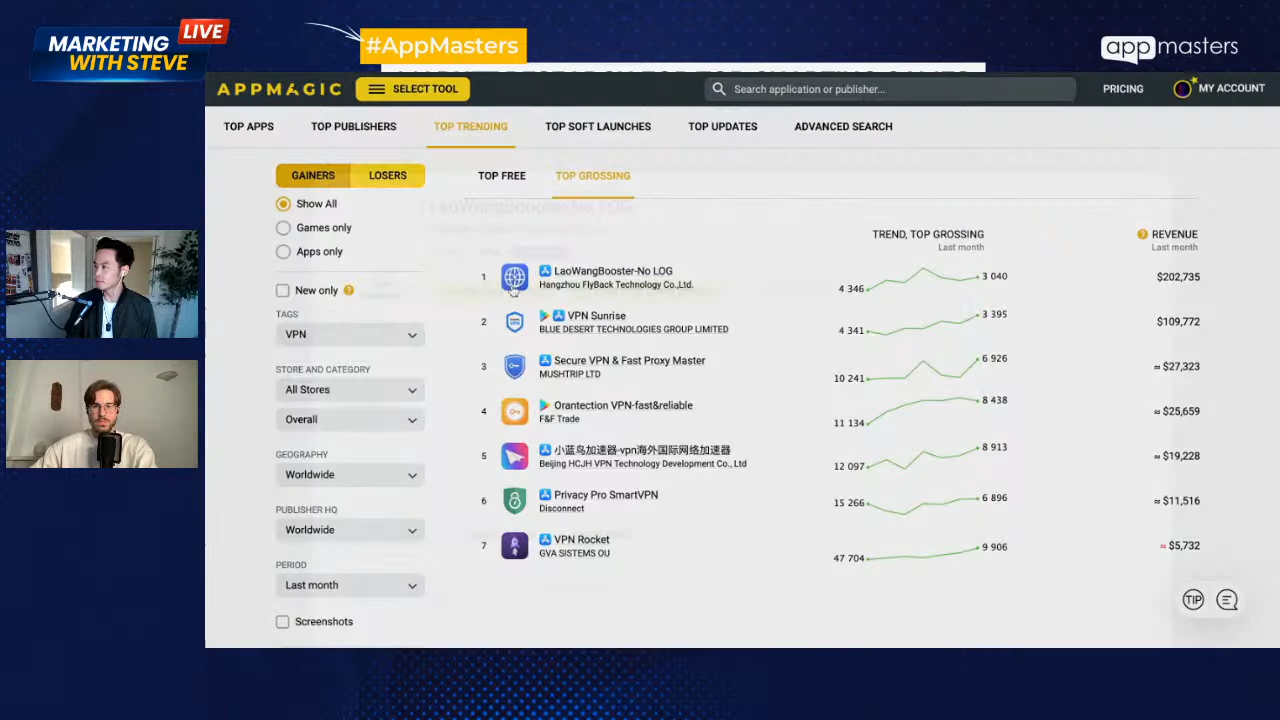 MARKETING
LIVE
WITH STEVE
#AppMasters
appmasters
APPMAGIC
SELECT TOOL
Search application or publisher...
PRICING
MY ACCOUNT
TOP APPS
TOP PUBLISHERS
TOP TRENDING
TOP SOFT LAUNCHES
TOP UPDATES
ADVANCED SEARCH
GAINERS
LOSERS
TOP FREE
TOP GROSSING
Show All
Games only
Apps only
New only
TAGS
VPN
STORE AND CATEGORY
All Stores
Overall
GEOGRAPHY
Worldwide
PUBLISHER HQ
Worldwide
PERIOD
Last month
Screenshots
TREND, TOP GROSSING
Last month
REVENUE
Last month
1
LaoWangBooster-No LOG
Hangzhou FlyBack Technology Co.,Ltd.
4 346
3 040
$202,735
2
VPN Sunrise
BLUE DESERT TECHNOLOGIES GROUP LIMITED
4 341
3 395
$109,772
3
Secure VPN & Fast Proxy Master
MUSHTRIP LTD
10 241
6 926
≈ $27,323
4
Orantection VPN-fast&reliable
F&F Trade
11 134
8 438
≈ $25,659
5
小蓝鸟加速器-vpn海外国际网络加速器
Beijing HCJH VPN Technology Development Co., Ltd
12 097
8 913
≈ $19,228
6
Privacy Pro SmartVPN
Disconnect
15 266
6 896
≈ $11,516
7
VPN Rocket
GVA SISTEMS OU
47 704
9 906
≈ $5,732
TIP